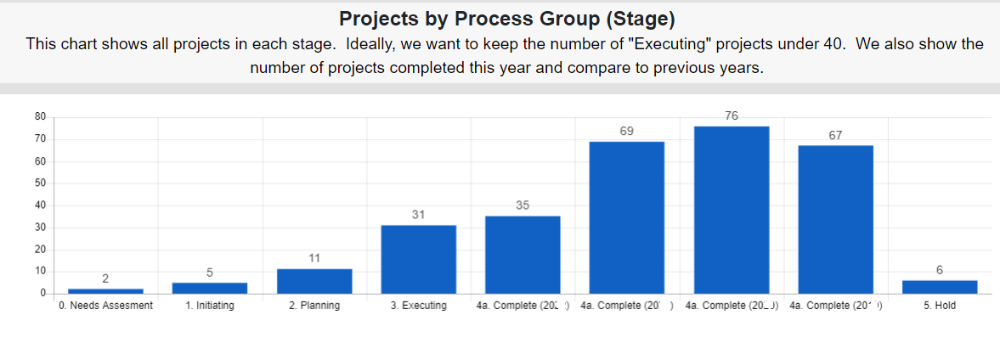 Projects by Process Group (Stage)
This chart shows all projects in each stage. Ideally, we want to keep the number of "Executing" projects under 40. We also show the
number of projects completed this year and compare to previous years.
80
70
60
50
40
30
20
10
0
2
5
11
31
35
69
76
67
6
0. Needs Assesment
1. Initiating
2. Planning
3. Executing
4a. Complete
4a. Complete
4a. Complete
4a. Complete
5. Hold